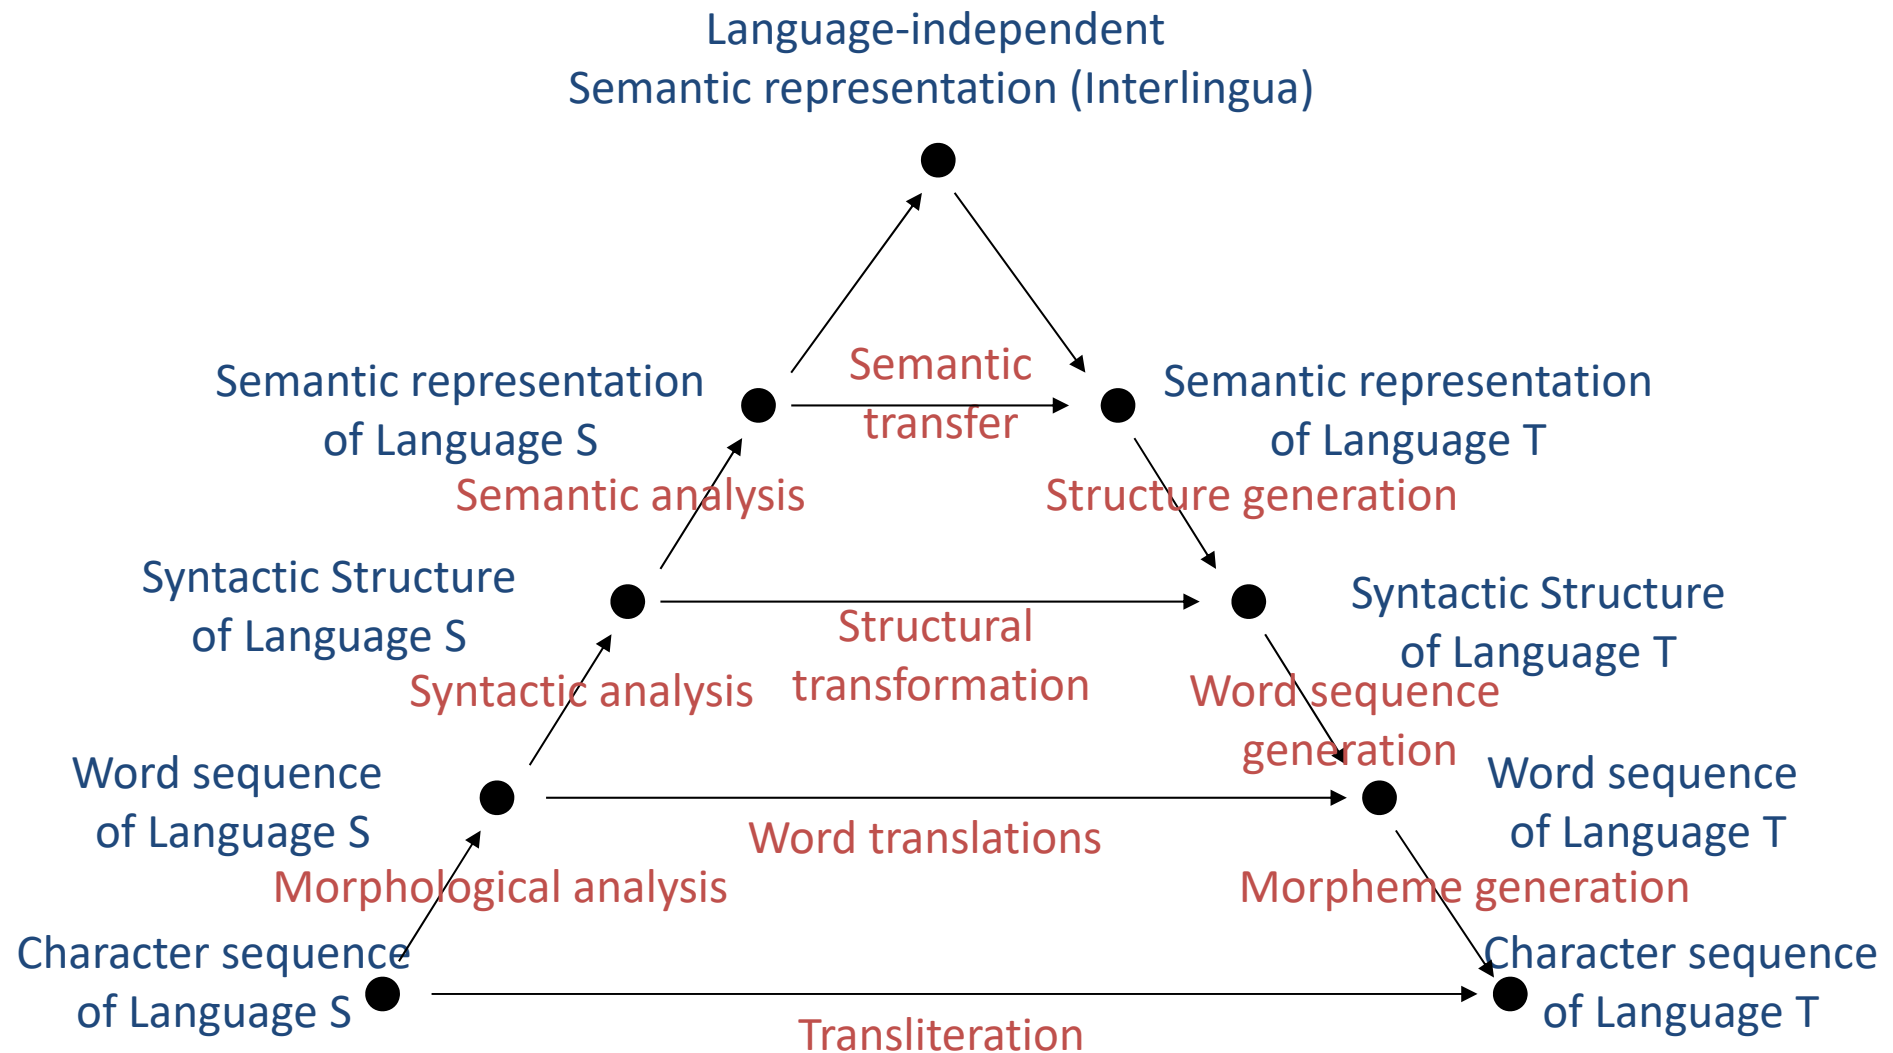 Language-independent
Semantic representation (Interlingua)
Semantic
transfer
Semantic representation
of Language S
Semantic representation
of Language T
Semantic analysis
Structure generation
Syntactic Structure
of Language S
Structural
transformation
Syntactic Structure
of Language T
Syntactic analysis
Word sequence
generation
Word sequence
of Language S
Word translations
Word sequence
of Language T
Morphological analysis
Morpheme generation
Character sequence
of Language S
Transliteration
Character sequence
of Language T